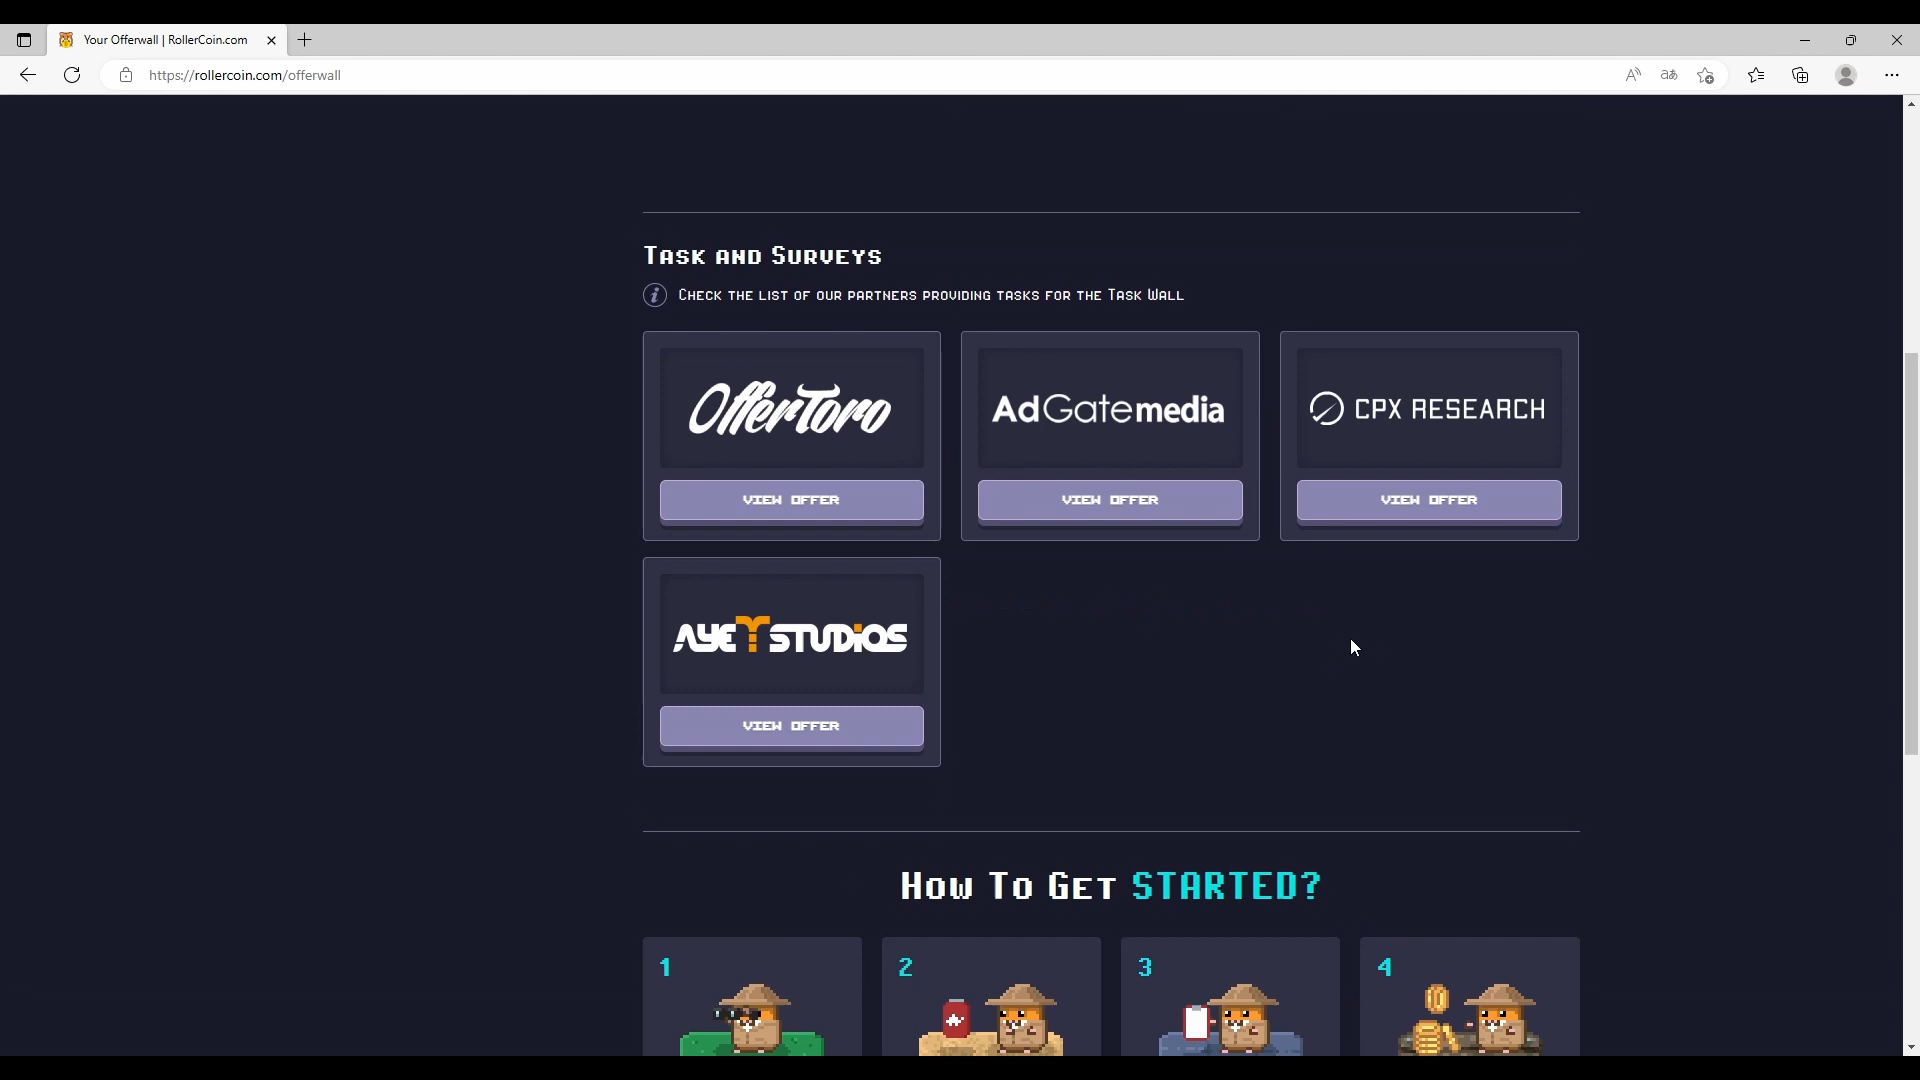 Your Offerwall | RollerCoin.com
https://rollercoin.com/offerwall
Task and Surveys
Check the list of our partners providing tasks for the Task Wall
OfferToro
AdGatemedia
CPX RESEARCH
VIEW OFFER
VIEW OFFER
VIEW OFFER
AYET STUDIOS
VIEW OFFER
How To Get STARTED?
1
2
3
4